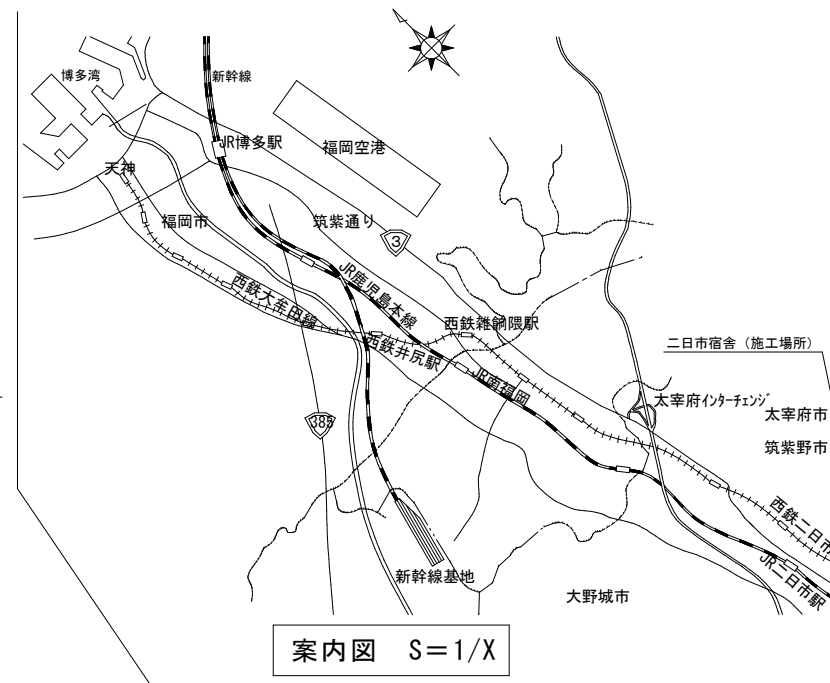 博多湾
新幹線
JR博多駅
福岡空港
天神
福岡市
筑紫通り
3
JR鹿児島本線
西鉄大牟田線
西鉄雑餉隈駅
西鉄井尻駅
二日市宿舎（施工場所）
JR南福岡
太宰府インターチェンジ
太宰府市
385
筑紫野市
西鉄二日市
新幹線基地
JR二日市駅
大野城市
案内図　S＝1/X